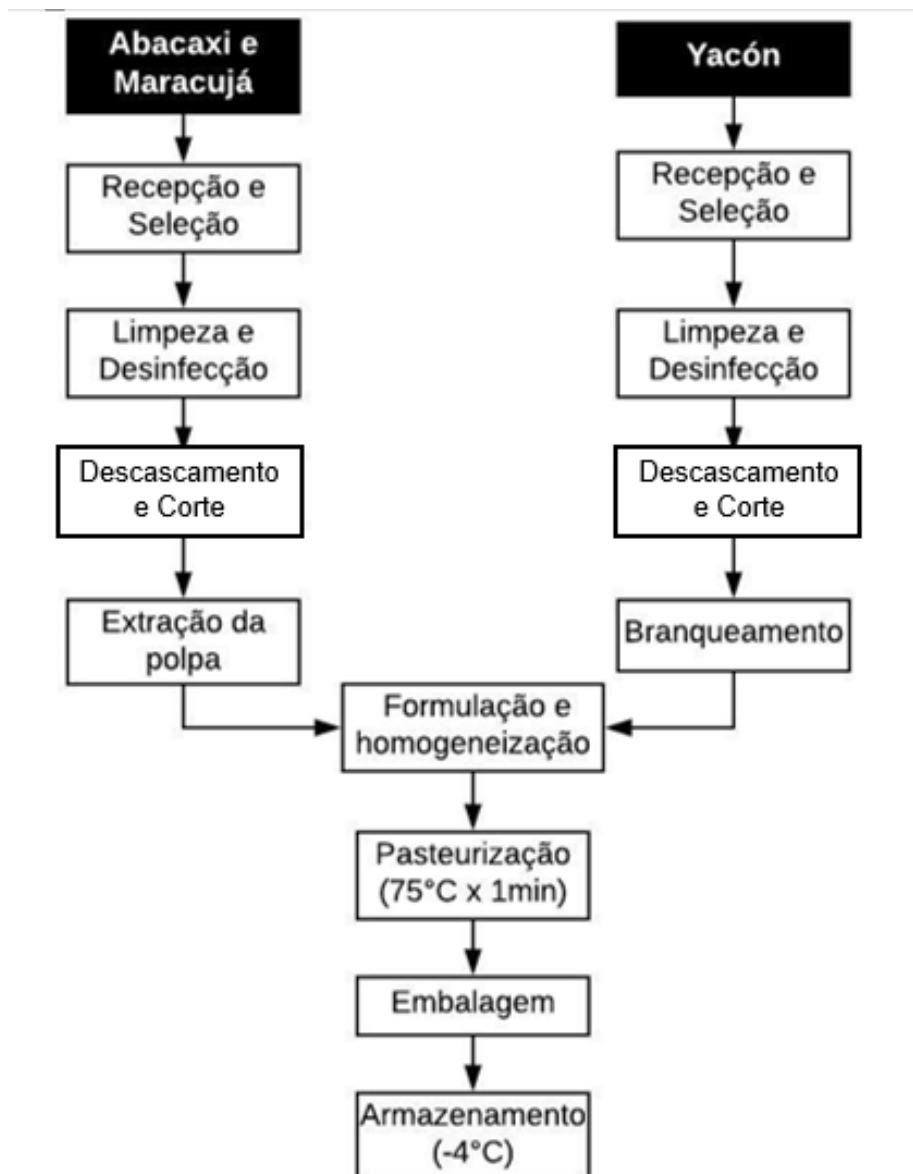 Abacaxi e
Maracujá
Recepção e
Seleção
Limpeza e
Desinfecção
Descascamento
e Corte
Extração da
polpa
Yacón
Recepção e
Seleção
Limpeza e
Desinfecção
Descascamento
e Corte
Branqueamento
Formulação e
homogeneização
Pasteurização
(75°C x 1min)
Embalagem
Armazenamento
(-4°C)